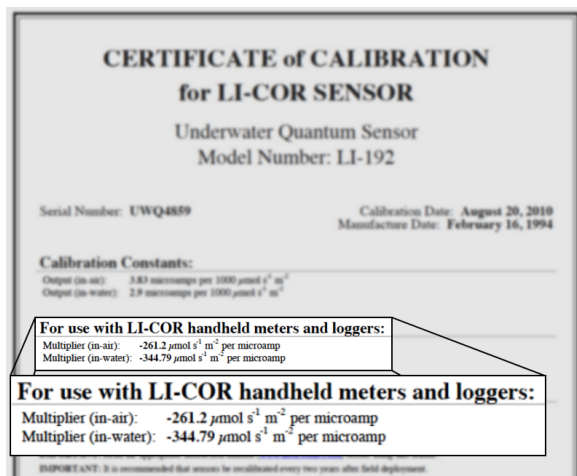 CERTIFICATE of CALIBRATION
for LI-COR SENSOR
Underwater Quantum Sensor
Model Number: LI-192
Serial Number: UWQ4859
Calibration Date: August 20, 2010
Manufacture Date: February 16, 1994
Calibration Constants:
Output (in-air): 3.83 microamps per 1000 µmol s⁻¹ m⁻²
Output (in-water): 2.9 microamps per 1000 µmol s⁻¹ m⁻²
For use with LI-COR handheld meters and loggers:
Multiplier (in-air): -261.2 µmol s⁻¹ m⁻² per microamp
Multiplier (in-water): -344.79 µmol s⁻¹ m⁻² per microamp
For use with LI-COR handheld meters and loggers:
Multiplier (in-air): -261.2 µmol s⁻¹ m⁻² per microamp
Multiplier (in-water): -344.79 µmol s⁻¹ m⁻² per microamp
IMPORTANT: It is recommended that sensors be recalibrated every two years after field deployment.